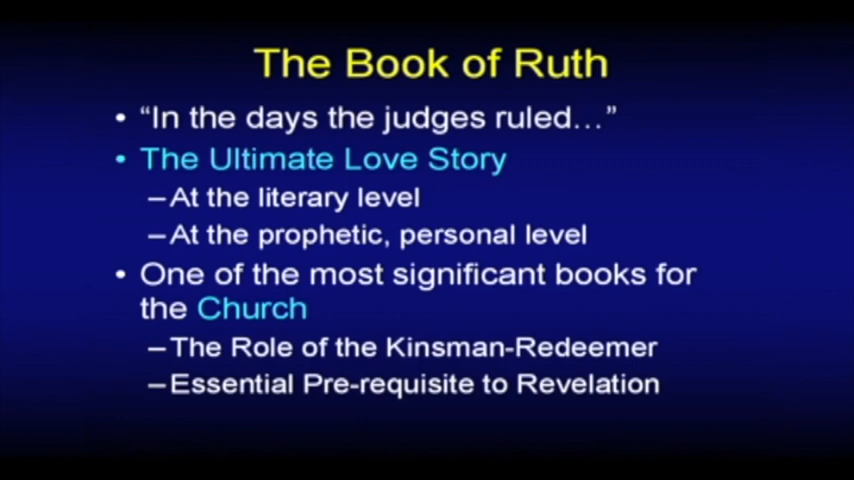 The Book of Ruth
• “In the days the judges ruled…”
• The Ultimate Love Story
–At the literary level
–At the prophetic, personal level
• One of the most significant books for
the Church
–The Role of the Kinsman-Redeemer
–Essential Pre-requisite to Revelation